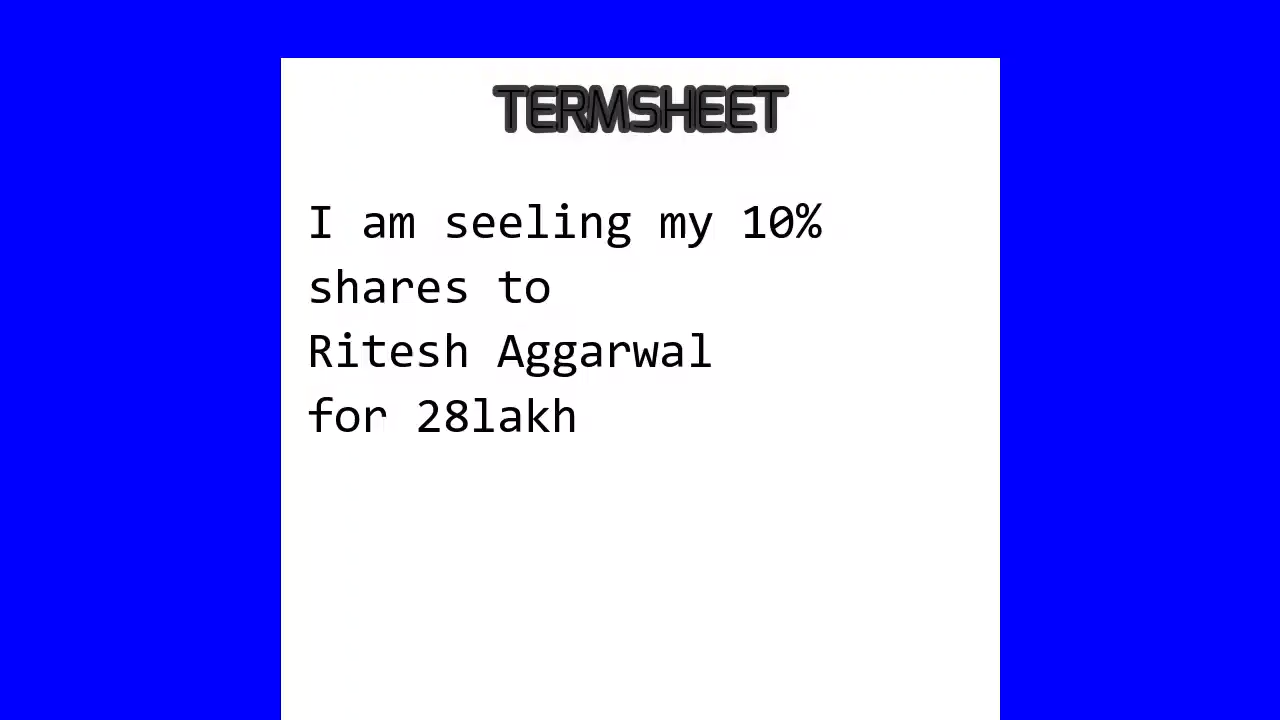 TERMSHEET
I am seeling my 10%
shares to
Ritesh Aggarwal
for 28lakh